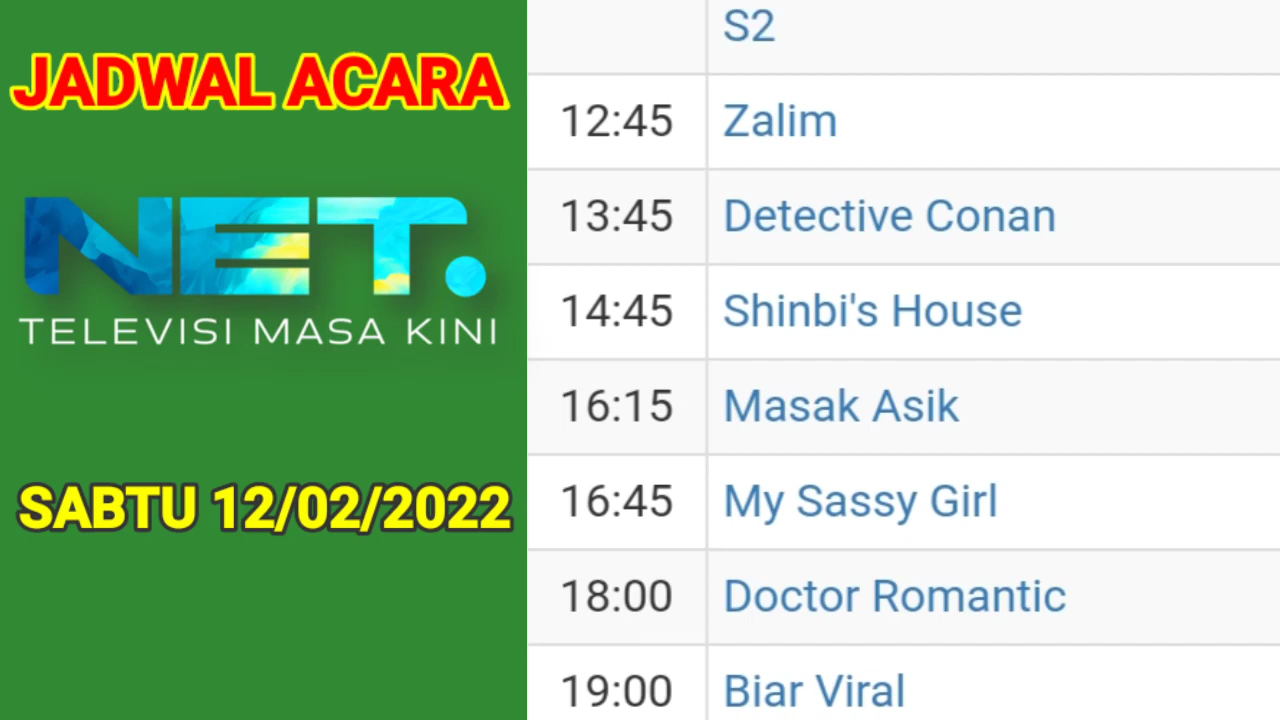 JADWAL ACARA
NET.
TELEVISI MASA KINI
SABTU 12/02/2022
S2
12:45 Zalim
13:45 Detective Conan
14:45 Shinbi's House
16:15 Masak Asik
16:45 My Sassy Girl
18:00 Doctor Romantic
19:00 Biar Viral